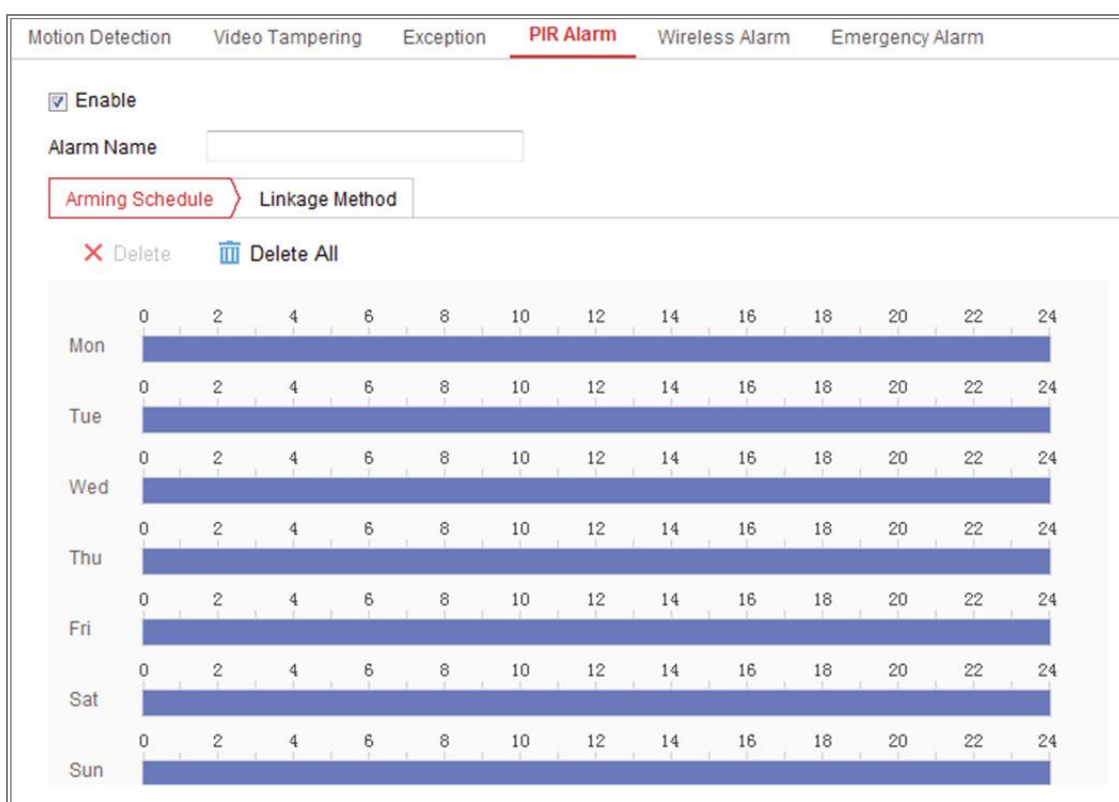 Motion Detection Video Tampering Exception PIR Alarm Wireless Alarm Emergency Alarm
Enable
Alarm Name
Arming Schedule Linkage Method
Delete Delete All
0 2 4 6 8 10 12 14 16 18 20 22 24
Mon
0 2 4 6 8 10 12 14 16 18 20 22 24
Tue
0 2 4 6 8 10 12 14 16 18 20 22 24
Wed
0 2 4 6 8 10 12 14 16 18 20 22 24
Thu
0 2 4 6 8 10 12 14 16 18 20 22 24
Fri
0 2 4 6 8 10 12 14 16 18 20 22 24
Sat
0 2 4 6 8 10 12 14 16 18 20 22 24
Sun